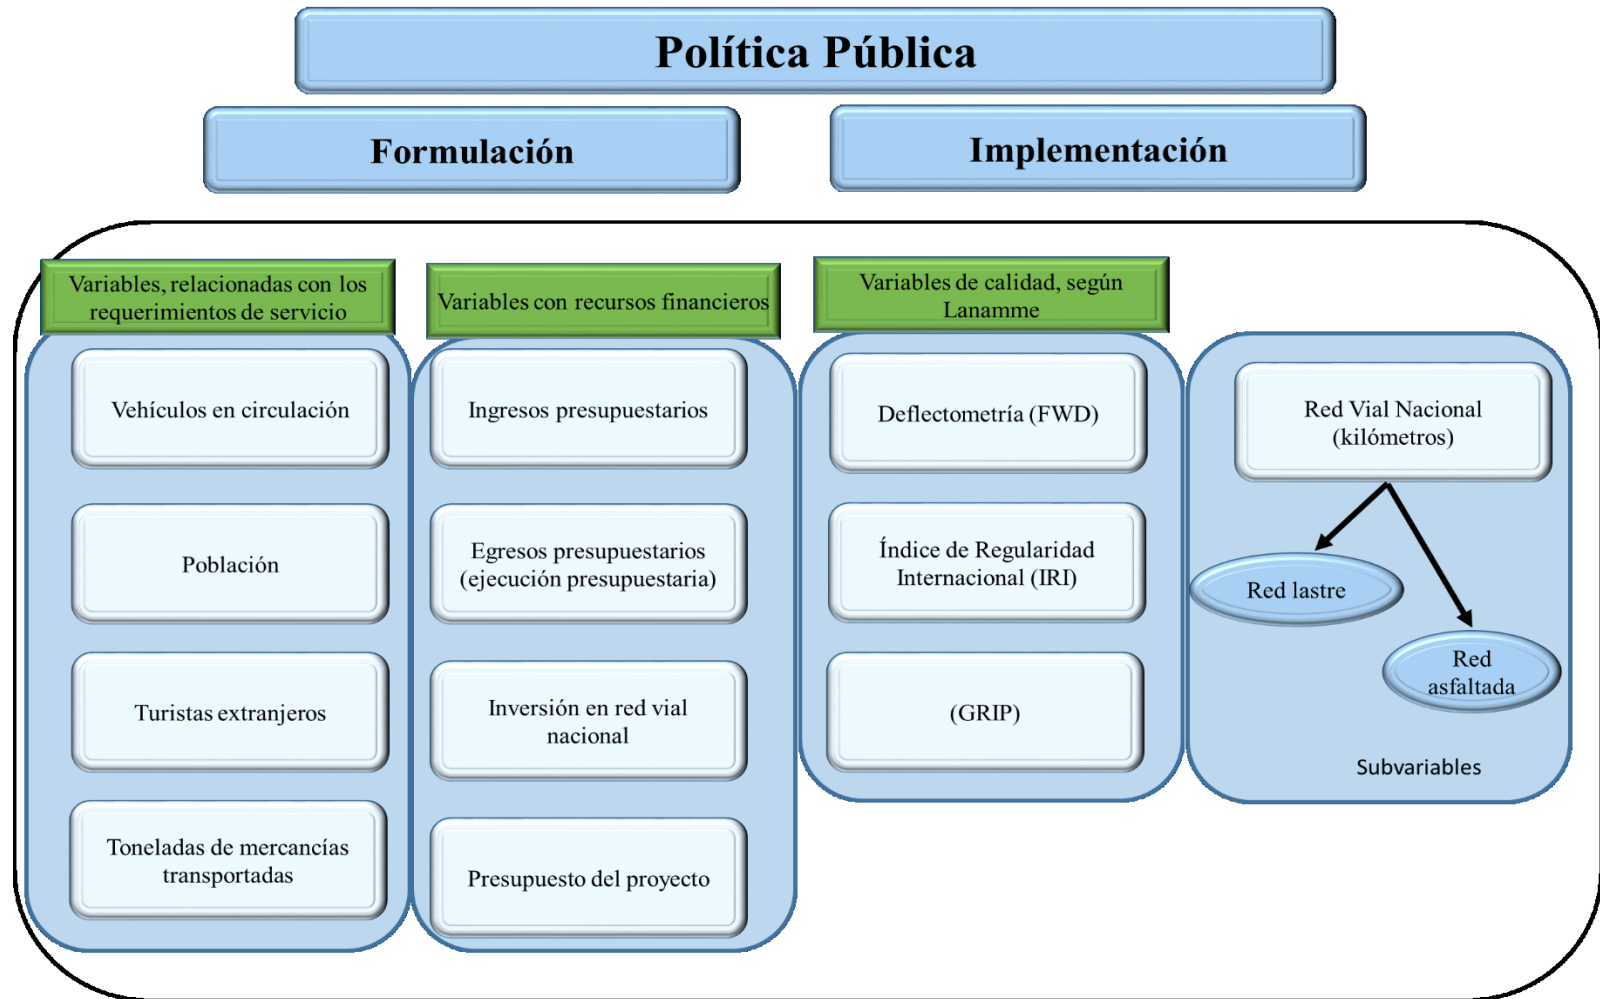 Política Pública
Formulación
Implementación
Variables, relacionadas con los
requerimientos de servicio
Vehículos en circulación
Población
Turistas extranjeros
Toneladas de mercancías
transportadas
Variables con recursos financieros
Ingresos presupuestarios
Egresos presupuestarios
(ejecución presupuestaria)
Inversión en red vial
nacional
Presupuesto del proyecto
Variables de calidad, según
Lanamme
Deflectometría (FWD)
Índice de Regularidad
Internacional (IRI)
(GRIP)
Red Vial Nacional
(kilómetros)
Red lastre
Red
asfaltada
Subvariables